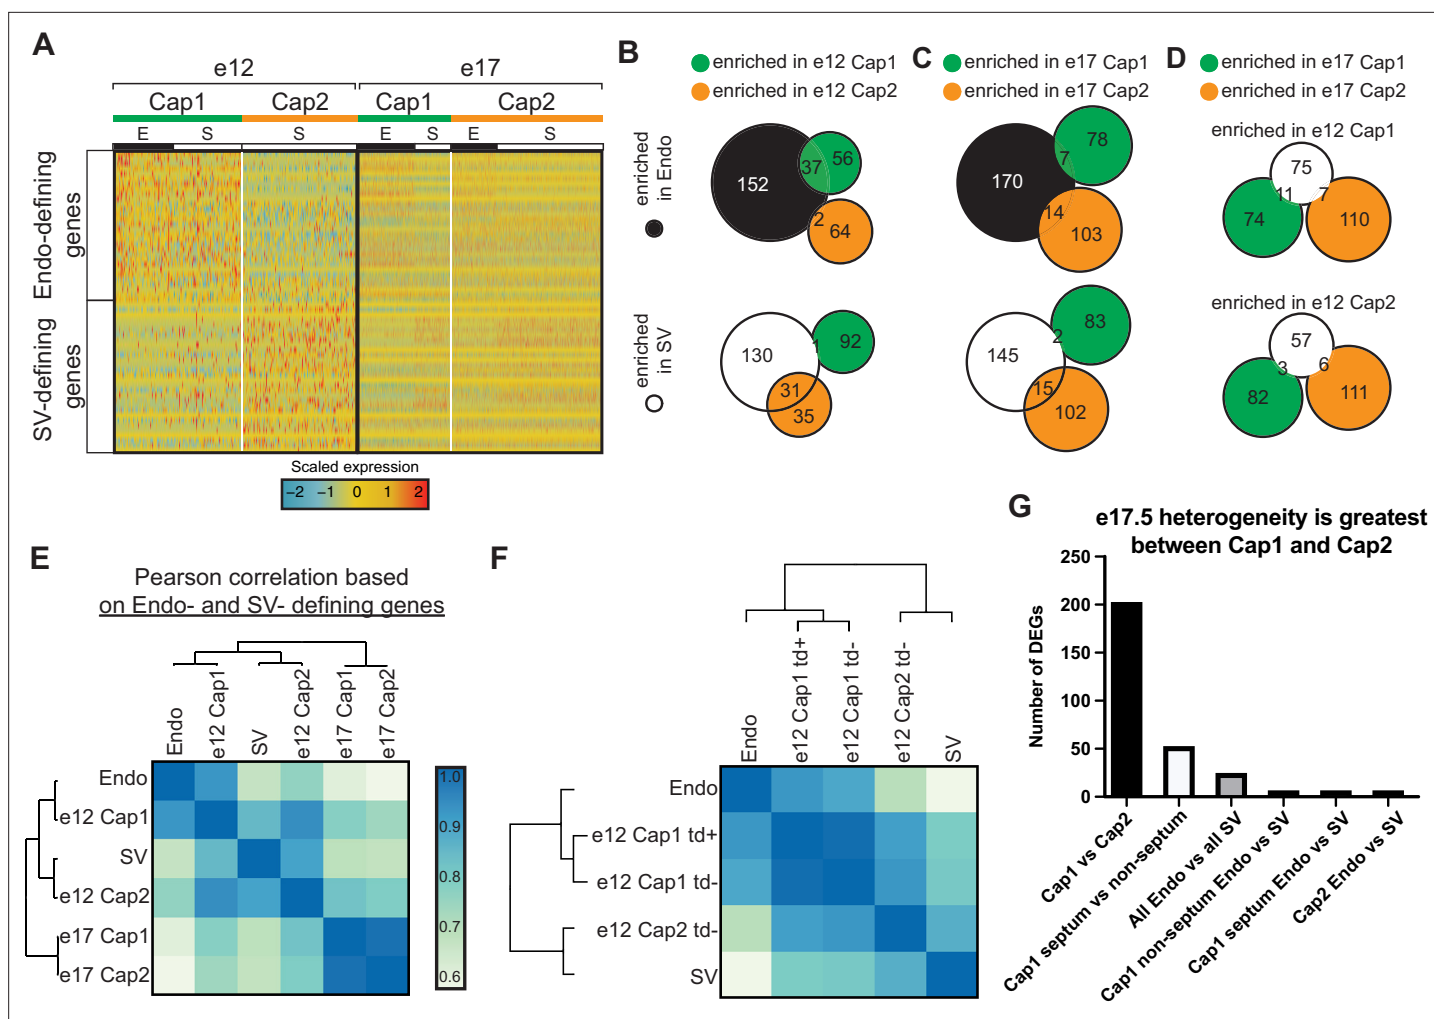 A
e12
e17
Cap1
Cap2
Cap1
Cap2
E
S
S
E
S
E
S
Endo-defining
genes
SV-defining
genes
Scaled expression
−2 −1 0 1 2
B
enriched in e12 Cap1
enriched in e12 Cap2
enriched
in Endo
152
37
56
2
64
enriched
in SV
130
1
92
31
35
C
enriched in e17 Cap1
enriched in e17 Cap2
170
7
78
14
103
145
2
83
15
102
D
enriched in e17 Cap1
enriched in e17 Cap2
enriched in e12 Cap1
75
11
7
74
110
enriched in e12 Cap2
57
3
6
82
111
E
Pearson correlation based
on Endo- and SV- defining genes
Endo
e12 Cap1
SV
e12 Cap2
e17 Cap1
e17 Cap2
Endo
e12 Cap1
SV
e12 Cap2
e17 Cap1
e17 Cap2
1.0
0.9
0.8
0.7
0.6
F
Endo
e12 Cap1 td+
e12 Cap1 td-
e12 Cap2 td-
SV
Endo
e12 Cap1 td+
e12 Cap1 td-
e12 Cap2 td-
SV
G
e17.5 heterogeneity is greatest
between Cap1 and Cap2
Number of DEGs
250
200
150
100
50
0
Cap1 vs Cap2
Cap1 septum vs non-septum
All Endo vs all SV
Cap1 non-septum Endo vs SV
Cap1 septum Endo vs SV
Cap2 Endo vs SV